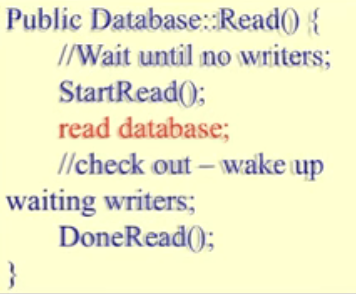 Public Database::Read() {
//Wait until no writers;
StartRead();
read database;
//check out – wake up
waiting writers;
DoneRead();
}